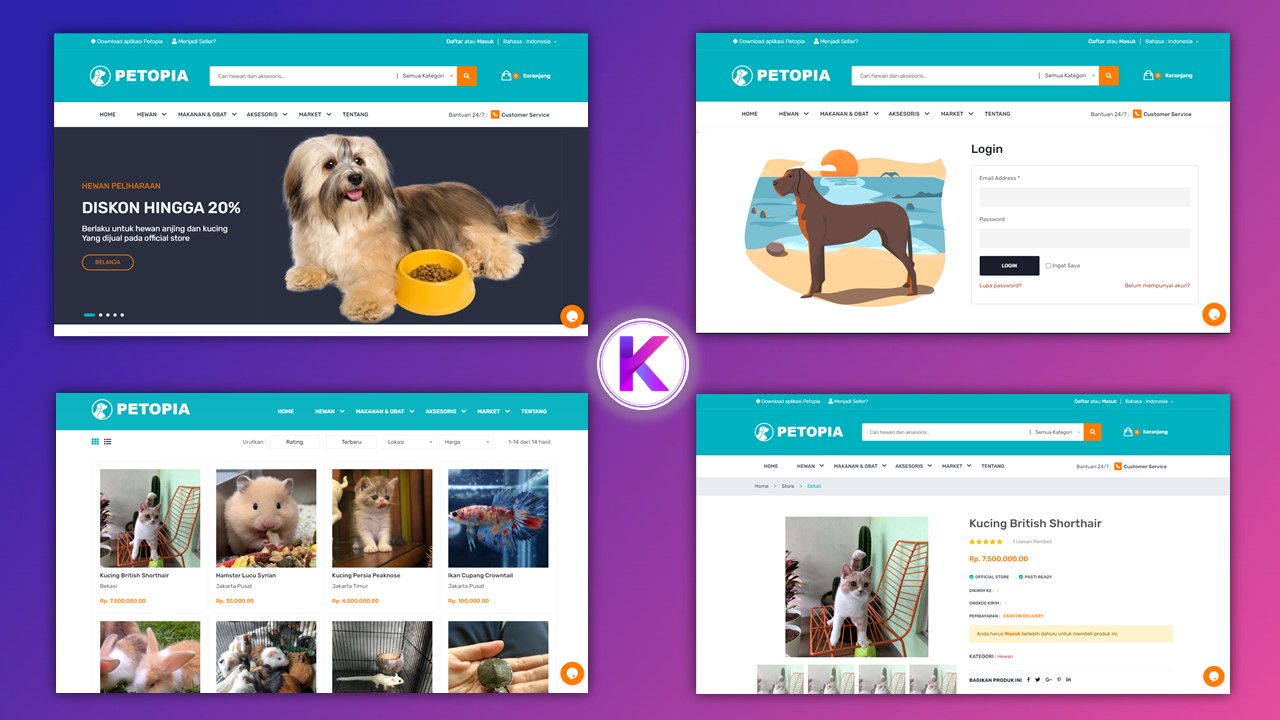 Download aplikasi Petopia Menjadi Seller? Daftar atau Masuk | Bahasa : Indonesia
PETOPIA Cari hewan dan aksesoris... | Semua Kategori 0 Keranjang
HOME HEWAN MAKANAN & OBAT AKSESORIS MARKET TENTANG Bantuan 24/7 : Customer Service
HEWAN PELIHARAAN
DISKON HINGGA 20%
Berlaku untuk hewan anjing dan kucing
Yang dijual pada official store
BELANJA
Download aplikasi Petopia Menjadi Seller? Daftar atau Masuk | Bahasa : Indonesia
PETOPIA Cari hewan dan aksesoris... | Semua Kategori 0 Keranjang
HOME HEWAN MAKANAN & OBAT AKSESORIS MARKET TENTANG Bantuan 24/7 : Customer Service
Login
Email Address *
Password
LOGIN Ingat Saya
Lupa password? Belum mempunyai akun?
K
PETOPIA HOME HEWAN MAKANAN & OBAT AKSESORIS MARKET TENTANG
Urutkan : Rating Terbaru Lokasi Harga 1-14 dari 14 hasil
Kucing British Shorthair Hamster Lucu Syrian Kucing Persia Peaknose Ikan Cupang Crowntail
Bekasi Jakarta Pusat Jakarta Timur Jakarta Pusat
Rp. 7,500,000.00 Rp. 35,000.00 Rp. 4,500,000.00 Rp. 100,000.00
Download aplikasi Petopia Menjadi Seller? Daftar atau Masuk | Bahasa : Indonesia
PETOPIA Cari hewan dan aksesoris... | Semua Kategori 0 Keranjang
HOME HEWAN MAKANAN & OBAT AKSESORIS MARKET TENTANG Bantuan 24/7 : Customer Service
Home Store Detail
Kucing British Shorthair
1 Ulasan Pembeli
Rp. 7,500,000.00
OFFICIAL STORE PASTI READY
DIKIRIM KE : -
ONGKOS KIRIM : -
PEMBAYARAN : CASH ON DELIVERY
Anda harus Masuk terlebih dahulu untuk membeli produk ini.
KATEGORI : Hewan
BAGIKAN PRODUK INI